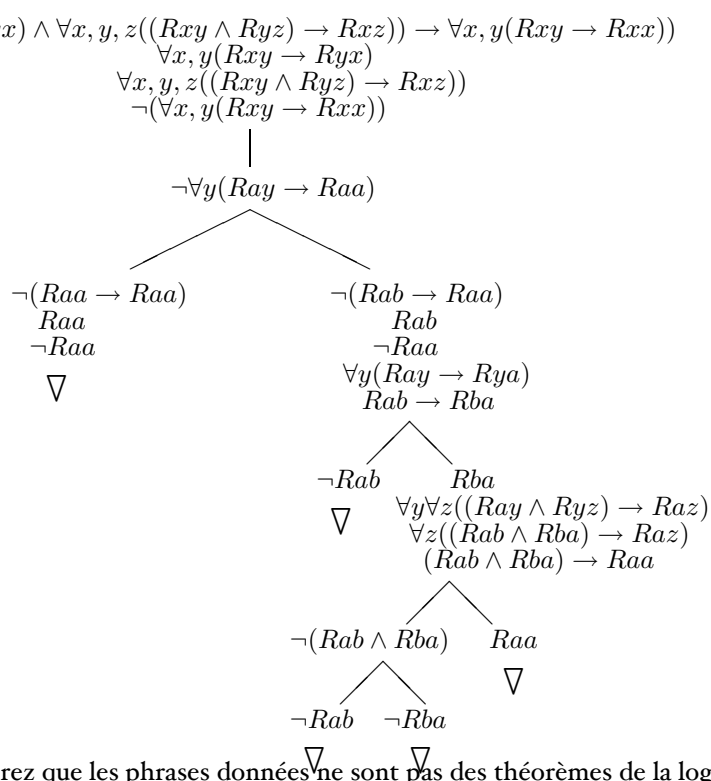 x) ∧ ∀x, y, z((Rxy ∧ Ryz) → Rxz)) → ∀x, y(Rxy → Rxx))
∀x, y(Rxy → Ryx)
∀x, y, z((Rxy ∧ Ryz) → Rxz))
¬(∀x, y(Rxy → Rxx))
¬∀y(Ray → Raa)
¬(Raa → Raa)
Raa
¬Raa
¬(Rab → Raa)
Rab
¬Raa
∀y(Ray → Rya)
Rab → Rba
¬Rab
Rba
∀y∀z((Ray ∧ Ryz) → Raz)
∀z((Rab ∧ Rba) → Raz)
(Rab ∧ Rba) → Raa
¬(Rab ∧ Rba)
Raa
¬Rab
¬Rba
rez que les phrases données ne sont pas des théorèmes de la log